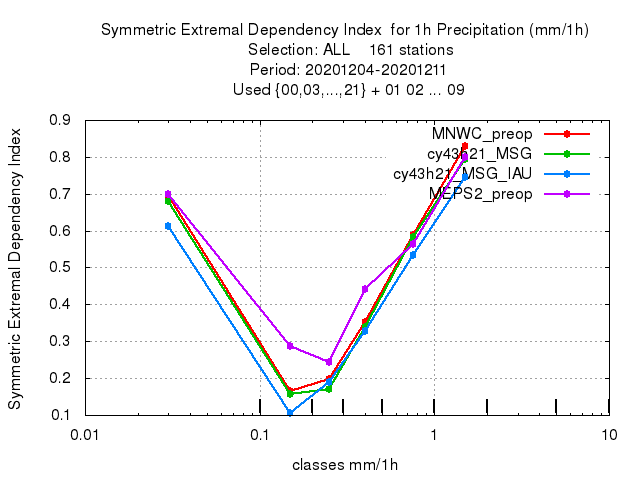 Symmetric Extremal Dependency Index for 1h Precipitation (mm/1h)
Selection: ALL 161 stations
Period: 20201204-20201211
Used {00,03,...,21} + 01 02 ... 09
Symmetric Extremal Dependency Index
0.9
0.8
0.7
0.6
0.5
0.4
0.3
0.2
0.1
MNWC_preop
cy43h21_MSG
cy43h21_MSG_IAU
MEPS2_preop
0.01 0.1 1 10
classes mm/1h